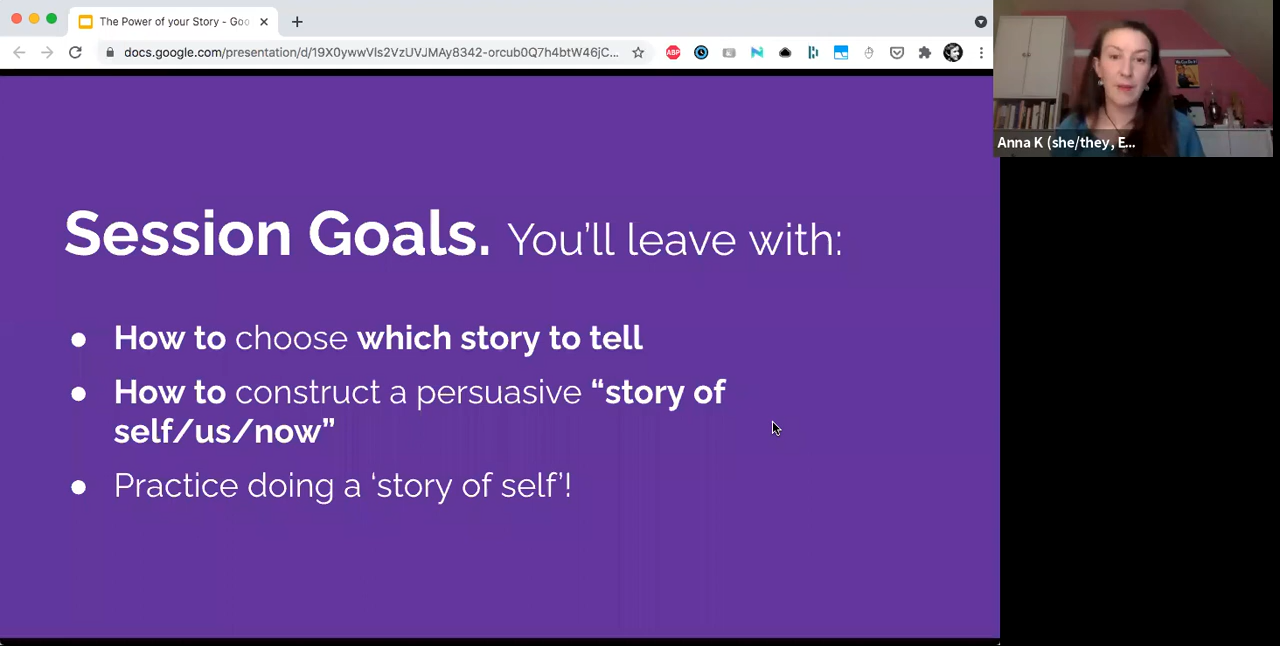 The Power of your Story - Goo
docs.google.com/presentation/d/19X0ywwVIs2VzUVJMAy8342-orcub0Q7h4btW46jC...
ABP
Anna K (she/they, E...
Session Goals. You’ll leave with:
● How to choose which story to tell
● How to construct a persuasive “story of
self/us/now”
● Practice doing a ‘story of self’!